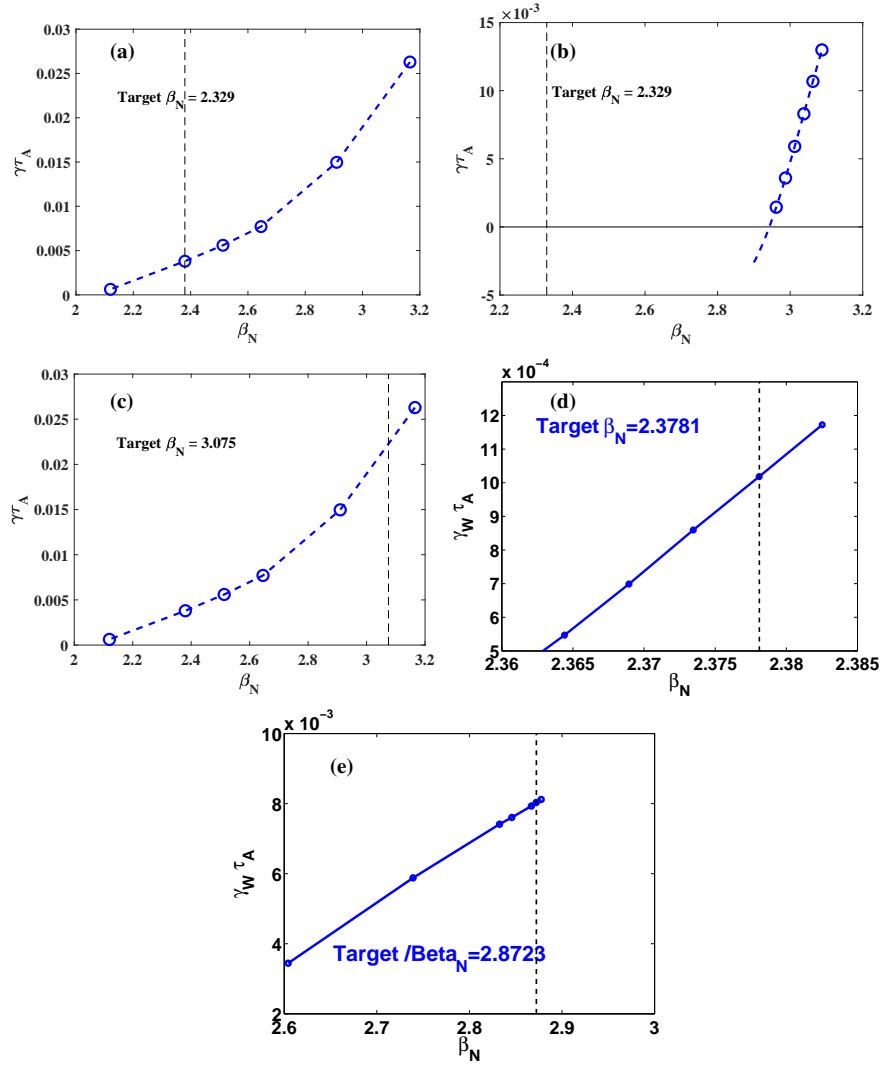 (a)
Target β_N = 2.329
0.03
0.025
0.02
0.015
0.01
0.005
0
γτ_A
2 2.2 2.4 2.6 2.8 3 3.2
β_N
×10^-3
(b)
Target β_N = 2.329
15
10
5
0
-5
γτ_A
2.2 2.4 2.6 2.8 3 3.2
β_N
(c)
Target β_N = 3.075
0.03
0.025
0.02
0.015
0.01
0.005
0
γτ_A
2 2.2 2.4 2.6 2.8 3 3.2
β_N
x 10^-4
(d)
Target β_N=2.3781
12
11
10
9
8
7
6
5
γ_W τ_A
2.36 2.365 2.37 2.375 2.38 2.385
β_N
x 10^-3
(e)
10
8
6
4
2
γ_W τ_A
Target /Beta_N=2.8723
2.6 2.7 2.8 2.9 3
β_N